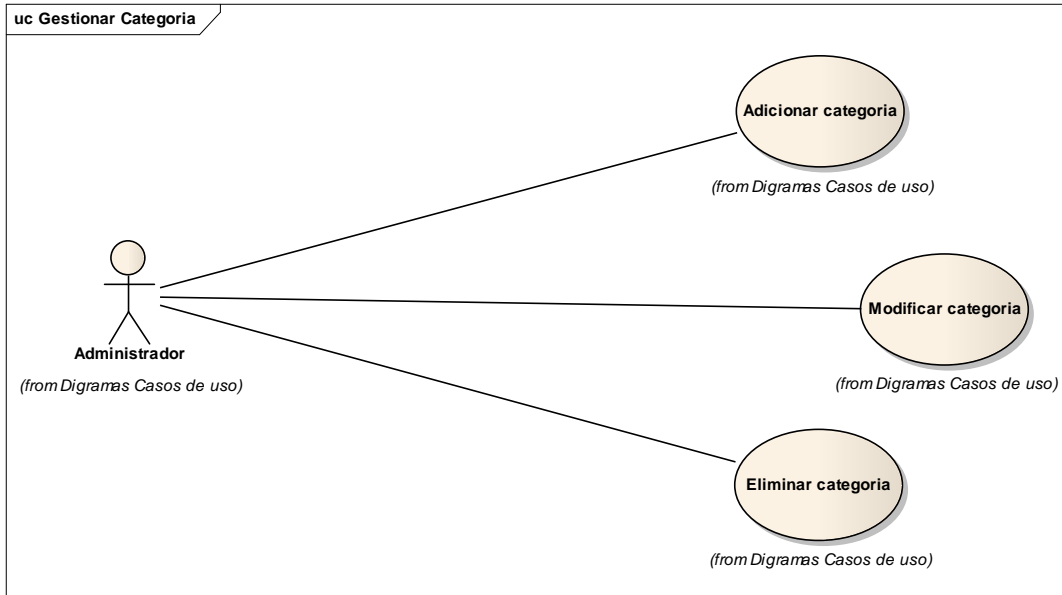 uc Gestionar Categoria
Adicionar categoria
(from Digramas Casos de uso)
Modificar categoria
(from Digramas Casos de uso)
Administrador
(from Digramas Casos de uso)
Eliminar categoria
(from Digramas Casos de uso)